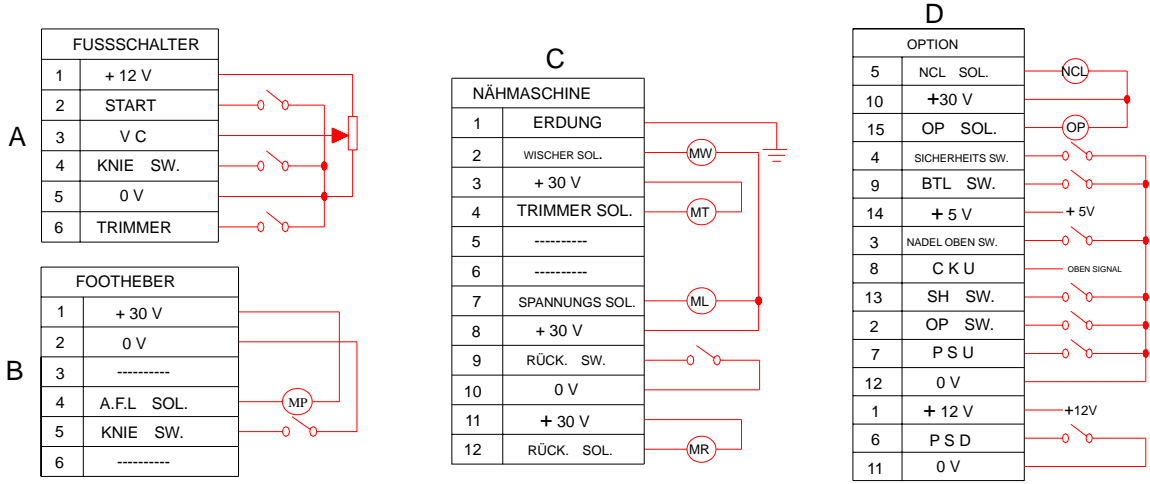 A
FUSSSCHALTER
1 + 12 V
2 START
3 V C
4 KNIE SW.
5 0 V
6 TRIMMER
B
FOOTHEBER
1 + 30 V
2 0 V
3 ----------
4 A.F.L SOL. MP
5 KNIE SW.
6 ----------
C
NÄHMASCHINE
1 ERDUNG
2 WISCHER SOL. MW
3 + 30 V
4 TRIMMER SOL. MT
5 ----------
6 ----------
7 SPANNUNGS SOL. ML
8 + 30 V
9 RÜCK. SW.
10 0 V
11 + 30 V
12 RÜCK. SOL. MR
D
OPTION
5 NCL SOL. NCL
10 +30 V
15 OP SOL. OP
4 SICHERHEITS SW.
9 BTL SW.
14 + 5 V + 5V
3 NADEL OBEN SW.
8 C K U OBEN SIGNAL
13 SH SW.
2 OP SW.
7 P S U
12 0 V
1 + 12 V +12V
6 P S D
11 0 V